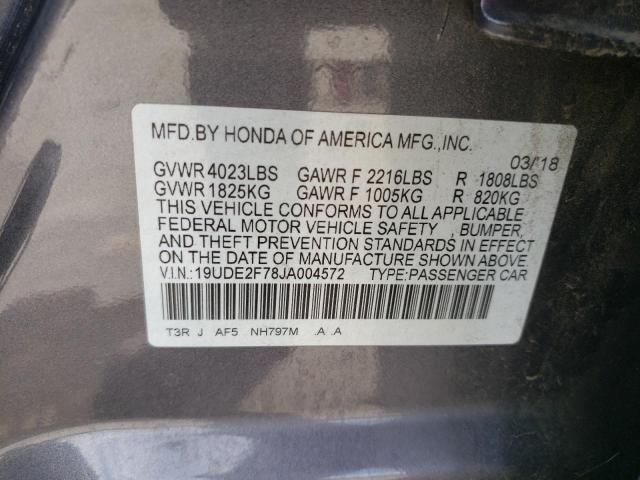 MFD.BY HONDA OF AMERICA MFG.,INC.
03/18
GVWR 4023LBS GAWR F 2216LBS R 1808LBS
GVWR 1825KG GAWR F 1005KG R 820KG
THIS VEHICLE CONFORMS TO ALL APPLICABLE
FEDERAL MOTOR VEHICLE SAFETY , BUMPER,
AND THEFT PREVENTION STANDARDS IN EFFECT
ON THE DATE OF MANUFACTURE SHOWN ABOVE.
V.I.N.:19UDE2F78JA004572 TYPE:PASSENGER CAR
T3R J AF5 NH797M .A .A